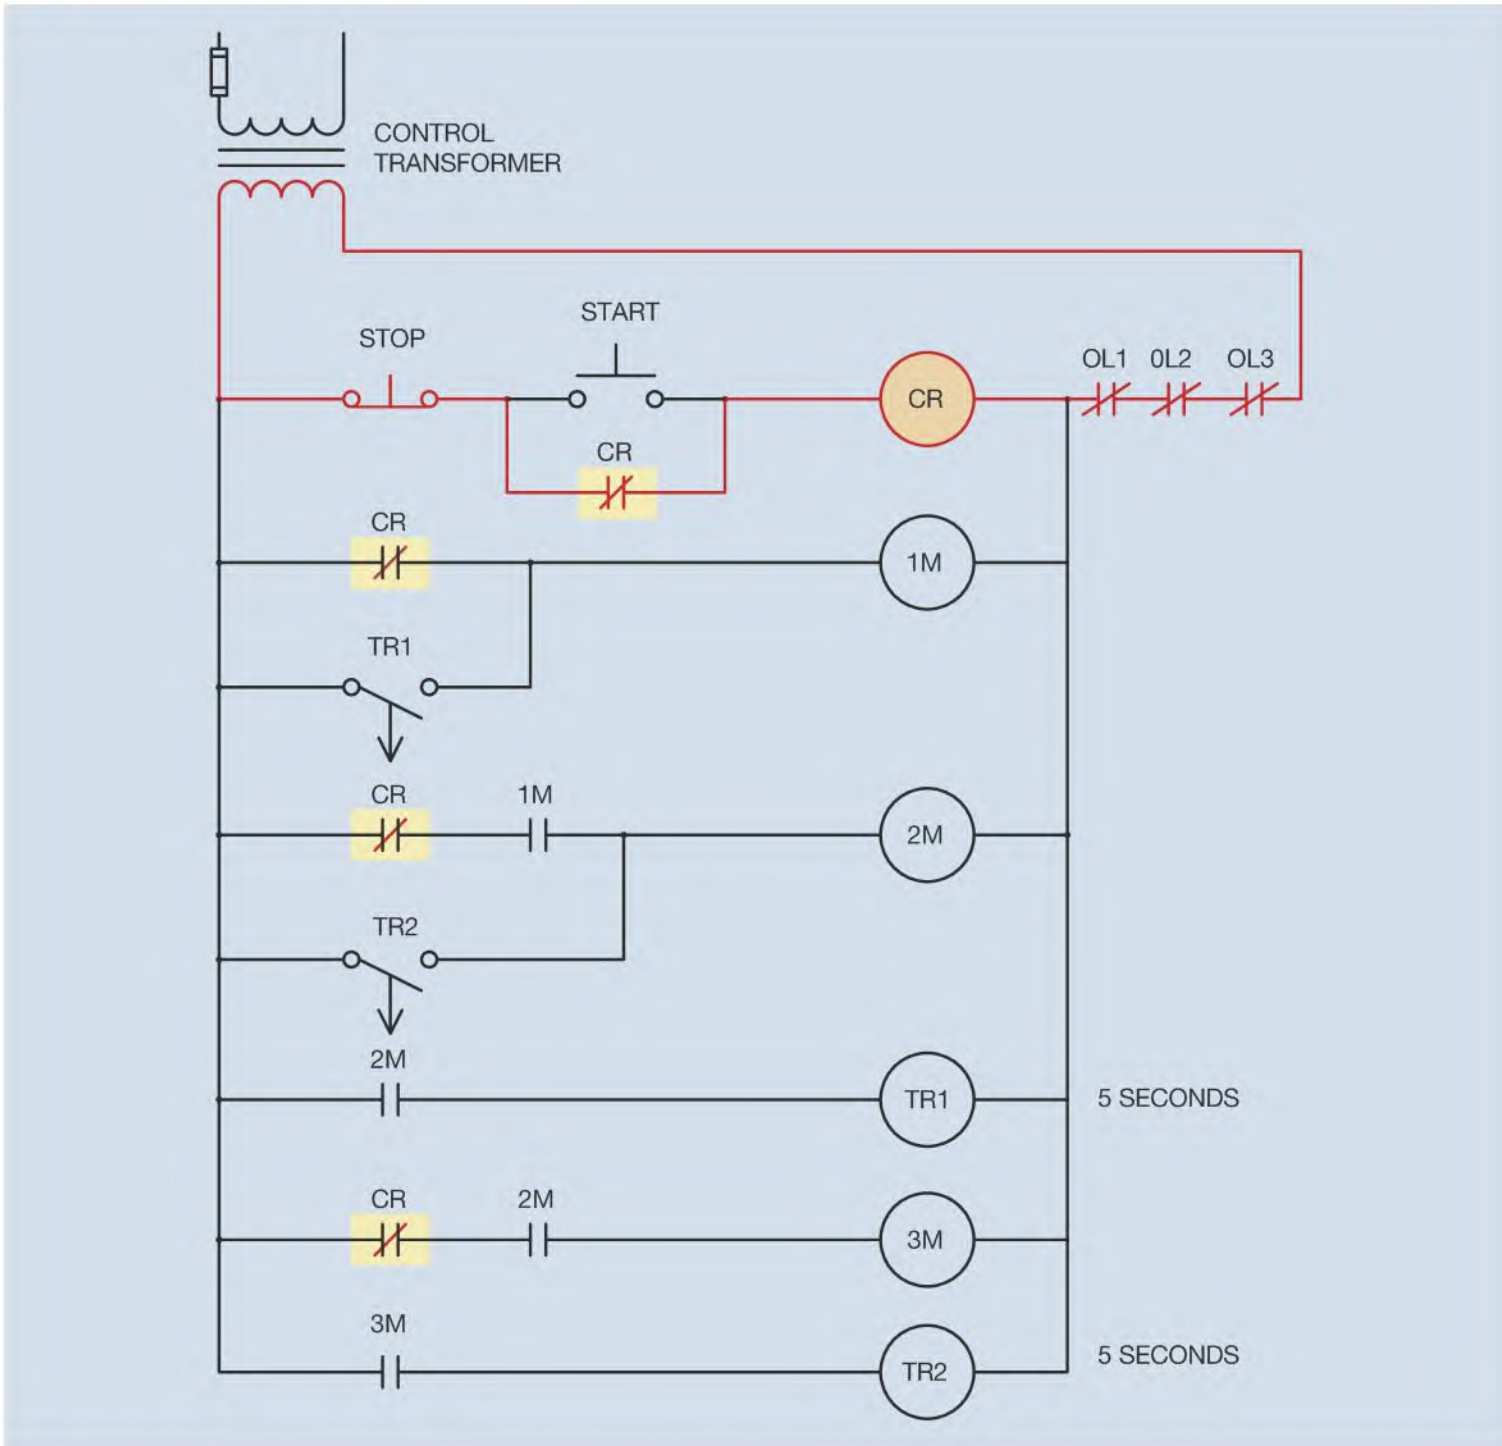 CONTROL
TRANSFORMER
START
STOP
OL1 0L2 OL3
CR
CR
CR
1M
TR1
CR 1M
2M
TR2
2M
TR1 5 SECONDS
CR 2M
3M
3M
TR2 5 SECONDS